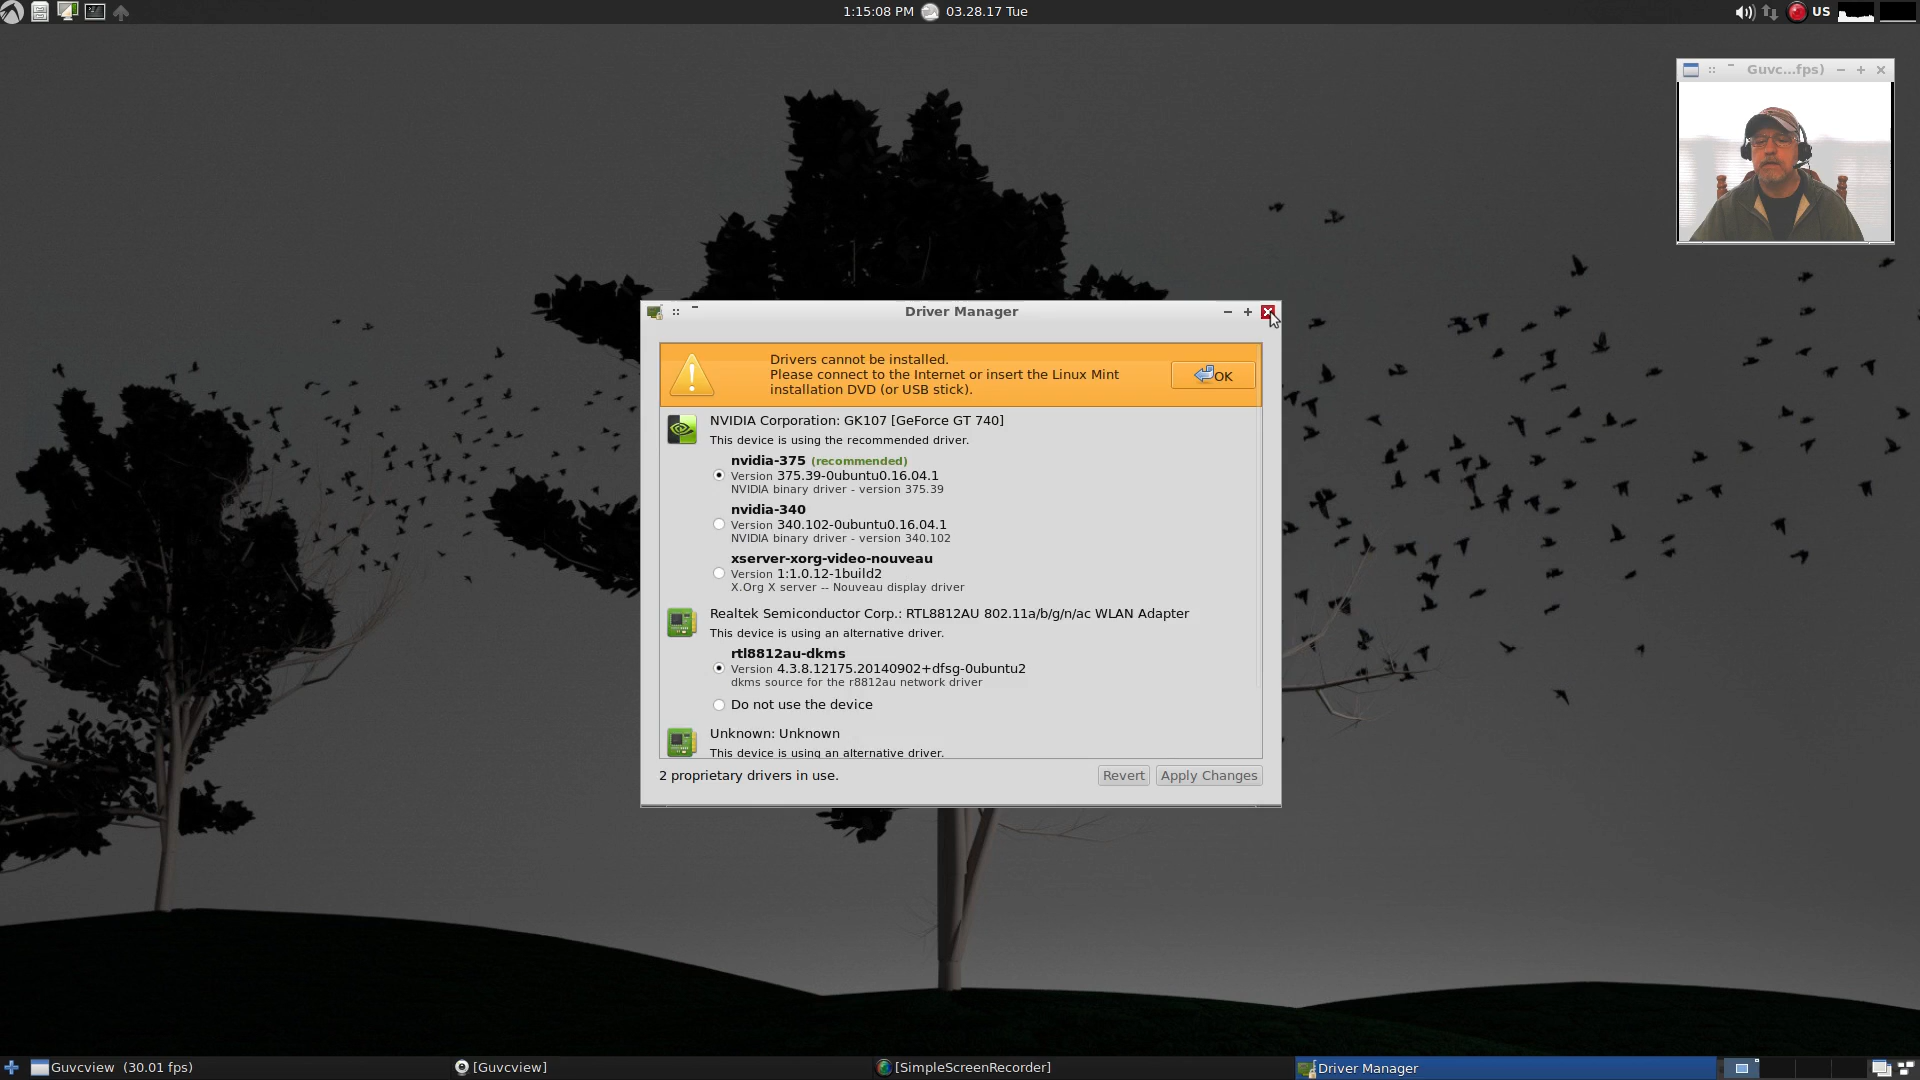 1:15:08 PM 03.28.17 Tue
US
Guvc...fps)
Driver Manager
Drivers cannot be installed.
Please connect to the Internet or insert the Linux Mint
installation DVD (or USB stick).
OK
NVIDIA Corporation: GK107 [GeForce GT 740]
This device is using the recommended driver.
nvidia-375 (recommended)
Version 375.39-0ubuntu0.16.04.1
NVIDIA binary driver - version 375.39
nvidia-340
Version 340.102-0ubuntu0.16.04.1
NVIDIA binary driver - version 340.102
xserver-xorg-video-nouveau
Version 1:1.0.12-1build2
X.Org X server -- Nouveau display driver
Realtek Semiconductor Corp.: RTL8812AU 802.11a/b/g/n/ac WLAN Adapter
This device is using an alternative driver.
rtl8812au-dkms
Version 4.3.8.12175.20140902+dfsg-0ubuntu2
dkms source for the r8812au network driver
Do not use the device
Unknown: Unknown
This device is using an alternative driver.
2 proprietary drivers in use.
Revert
Apply Changes
Guvcview (30.01 fps)
[Guvcview]
[SimpleScreenRecorder]
Driver Manager